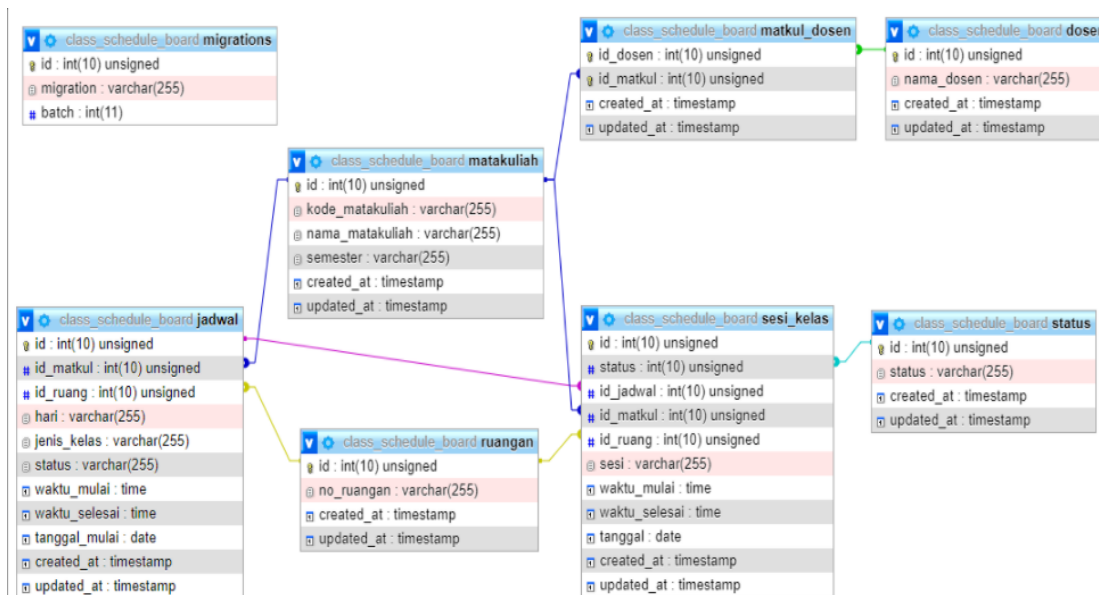 class_schedule_board migrations
id : int(10) unsigned
migration : varchar(255)
batch : int(11)
class_schedule_board matkul_dosen
id_dosen : int(10) unsigned
id_matkul : int(10) unsigned
created_at : timestamp
updated_at : timestamp
class_schedule_board dosen
id : int(10) unsigned
nama_dosen : varchar(255)
created_at : timestamp
updated_at : timestamp
class_schedule_board matakuliah
id : int(10) unsigned
kode_matakuliah : varchar(255)
nama_matakuliah : varchar(255)
semester : varchar(255)
created_at : timestamp
updated_at : timestamp
class_schedule_board jadwal
id : int(10) unsigned
id_matkul : int(10) unsigned
id_ruang : int(10) unsigned
hari : varchar(255)
jenis_kelas : varchar(255)
status : varchar(255)
waktu_mulai : time
waktu_selesai : time
tanggal_mulai : date
created_at : timestamp
updated_at : timestamp
class_schedule_board ruangan
id : int(10) unsigned
no_ruangan : varchar(255)
created_at : timestamp
updated_at : timestamp
class_schedule_board sesi_kelas
id : int(10) unsigned
status : int(10) unsigned
id_jadwal : int(10) unsigned
id_matkul : int(10) unsigned
id_ruang : int(10) unsigned
sesi : varchar(255)
waktu_mulai : time
waktu_selesai : time
tanggal : date
created_at : timestamp
updated_at : timestamp
class_schedule_board status
id : int(10) unsigned
status : varchar(255)
created_at : timestamp
updated_at : timestamp